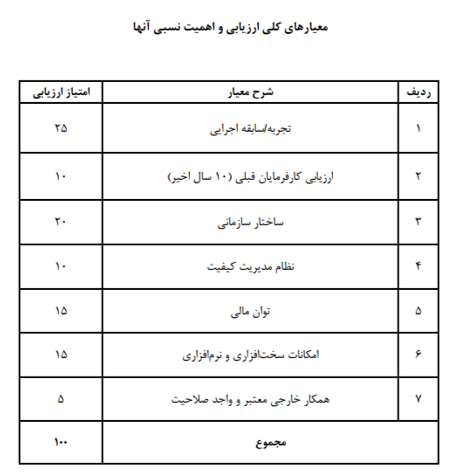 معیارهای کلی ارزیابی و اهمیت نسبی آنها
ردیف شرح معیار امتیاز ارزیابی
۱ تجربه/سابقه اجرایی ۲۵
۲ ارزیابی کارفرمایان قبلی (۱۰ سال اخیر) ۱۰
۳ ساختار سازمانی ۲۰
۴ نظام مدیریت کیفیت ۱۰
۵ توان مالی ۱۵
۶ امکانات سخت‌افزاری و نرم‌افزاری ۱۵
۷ همکار خارجی معتبر و واجد صلاحیت ۵
مجموع ۱۰۰